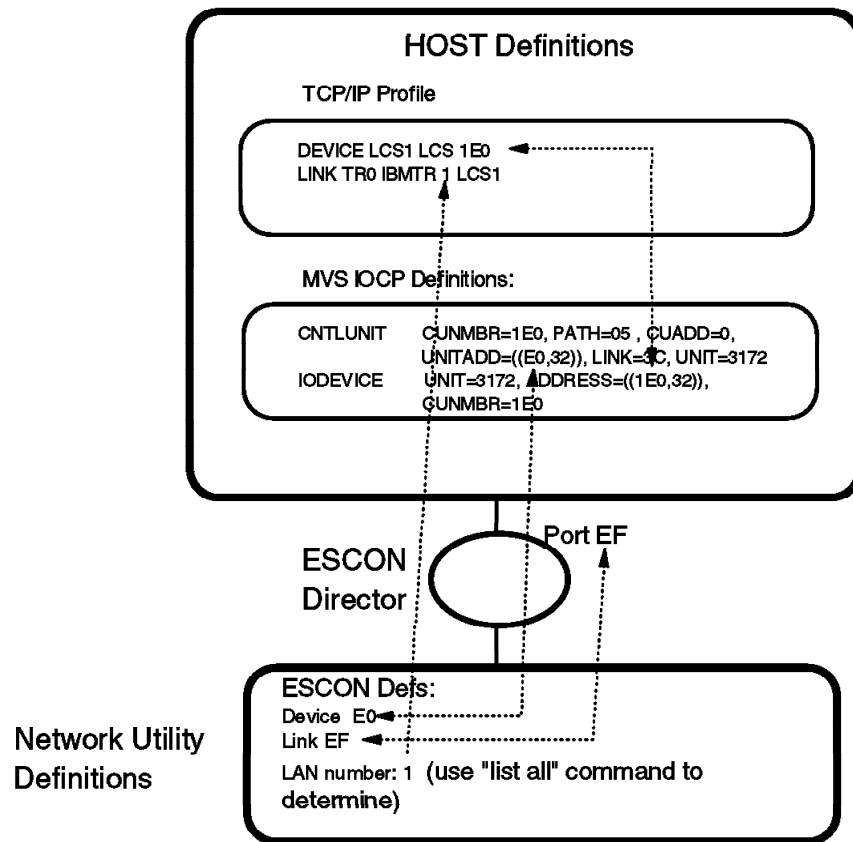 HOST Definitions
TCP/IP Profile
DEVICE LCS1 LCS 1E0
LINK TR0 IBMTR 1 LCS1
MVS IOCP Definitions:
CNTLUNIT CUNMBR=1E0, PATH=05 , CUADD=0,
UNITADD=((E0,32)), LINK=3C, UNIT=3172
IODEVICE UNIT=3172, ADDRESS=((1E0,32)),
CUNMBR=1E0
Port EF
ESCON
Director
ESCON Defs:
Device E0
Link EF
LAN number: 1 (use "list all" command to
determine)
Network Utility
Definitions